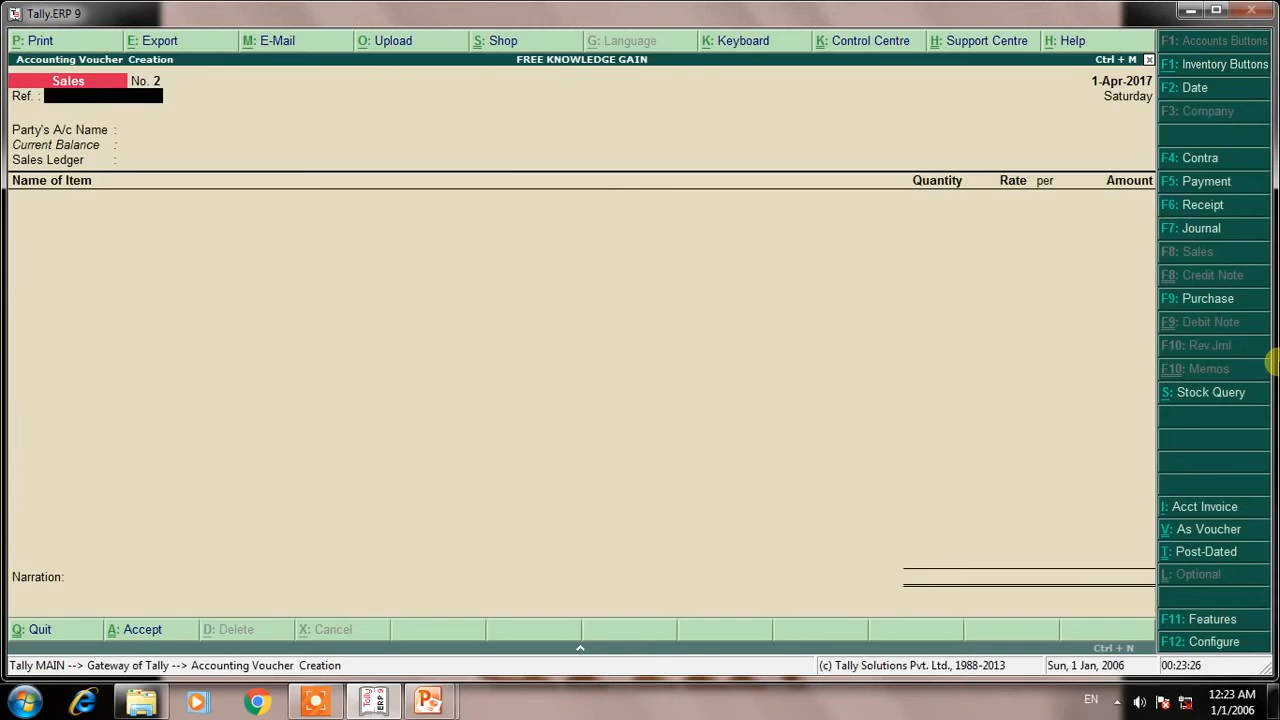 Tally.ERP 9
P: Print E: Export M: E-Mail O: Upload S: Shop G: Language K: Keyboard K: Control Centre H: Support Centre H: Help
Accounting Voucher Creation FREE KNOWLEDGE GAIN Ctrl + M
Sales No. 2 1-Apr-2017
Ref. : Saturday
Party's A/c Name :
Current Balance :
Sales Ledger :
Name of Item Quantity Rate per Amount
Narration:
F1: Accounts Buttons
F1: Inventory Buttons
F2: Date
F3: Company
F4: Contra
F5: Payment
F6: Receipt
F7: Journal
F8: Sales
F8: Credit Note
F9: Purchase
F9: Debit Note
F10: Rev Jrnl
F10: Memos
S: Stock Query
I: Acct Invoice
V: As Voucher
T: Post-Dated
L: Optional
F11: Features
F12: Configure
Q: Quit A: Accept D: Delete X: Cancel
Ctrl + N
Tally MAIN --> Gateway of Tally --> Accounting Voucher Creation (c) Tally Solutions Pvt. Ltd., 1988-2013 Sun, 1 Jan, 2006 00:23:26
Tally ERP 9
EN 12:23 AM
1/1/2006